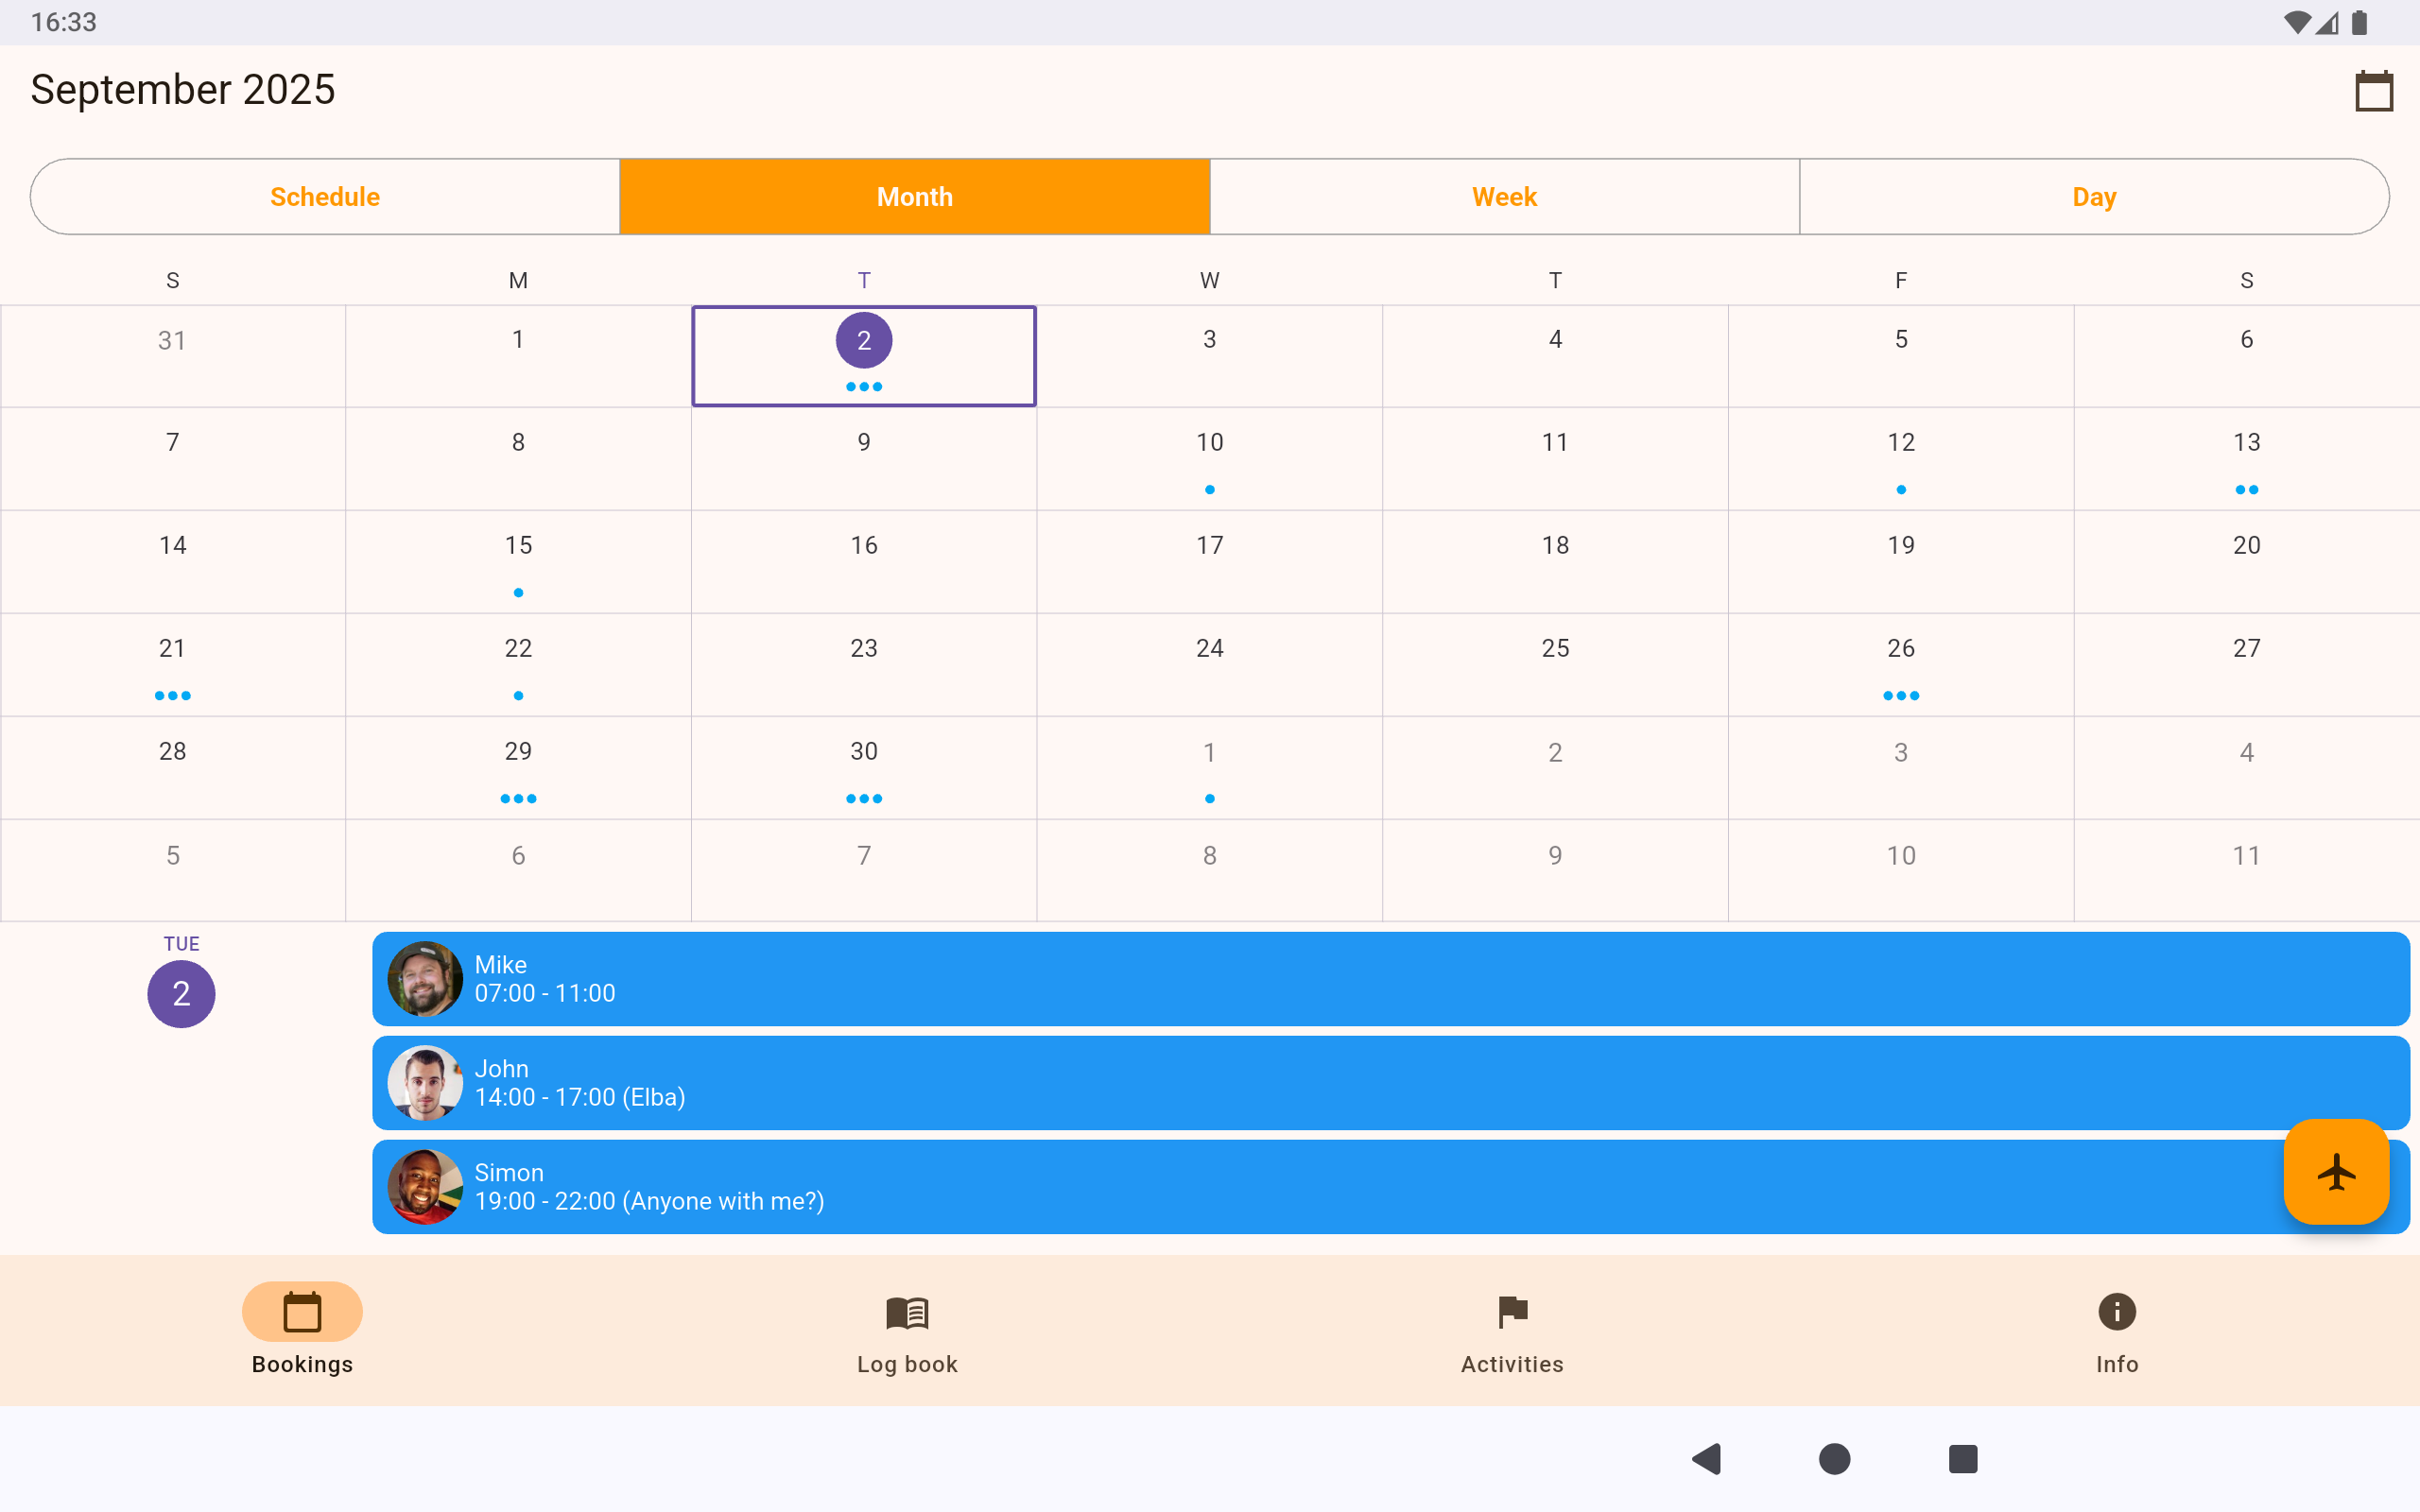 16:33
September 2025
Schedule Month Week Day
S M T W T F S
31 1 2 3 4 5 6
7 8 9 10 11 12 13
14 15 16 17 18 19 20
21 22 23 24 25 26 27
28 29 30 1 2 3 4
5 6 7 8 9 10 11
TUE
2
Mike
07:00 - 11:00
John
14:00 - 17:00 (Elba)
Simon
19:00 - 22:00 (Anyone with me?)
Bookings Log book Activities Info